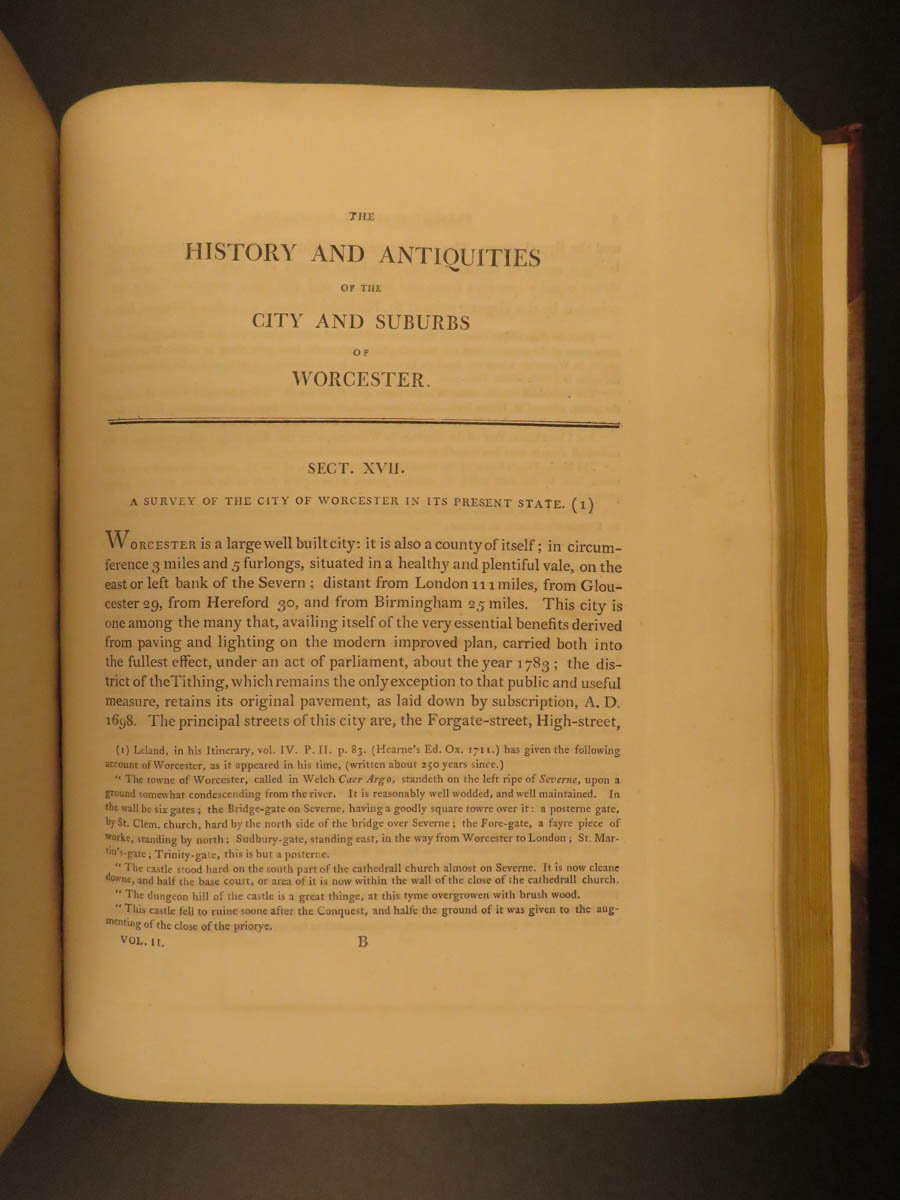 THE
HISTORY AND ANTIQUITIES
OF THE
CITY AND SUBURBS
OF
WORCESTER.
SECT. XVII.
A SURVEY OF THE CITY OF WORCESTER IN ITS PRESENT STATE. (1)
WORCESTER is a large well built city: it is also a county of itself; in circum-
ference 3 miles and 5 furlongs, situated in a healthy and plentiful vale, on the
east or left bank of the Severn; distant from London 111 miles, from Glou-
cester 29, from Hereford 30, and from Birmingham 25 miles. This city is
one among the many that, availing itself of the very essential benefits derived
from paving and lighting on the modern improved plan, carried both into
the fullest effect, under an act of parliament, about the year 1783; the dis-
trict of the Tithing, which remains the only exception to that public and useful
measure, retains its original pavement, as laid down by subscription, A. D.
1698. The principal streets of this city are, the Forgate-street, High-street,
(1) Leland, in his Itinerary, vol. IV. P. II. p. 83. (Hearne's Ed. Ox. 1711.) has given the following
account of Worcester, as it appeared in his time, (written about 250 years since.)
"The towne of Worcester, called in Welch Caer Argo, standeth on the left ripe of Severne, upon a
ground somewhat condescending from the river. It is reasonably well wodded, and well maintained. In
the wall be six gates; the Bridge-gate on Severne, having a goodly square towre over it: a posterne gate,
by St. Clem. church, hard by the north side of the bridge over Severne; the Fore-gate, a fayre piece of
worke, standing by north; Sudbury-gate, standing east, in the way from Worcester to London; St. Mar-
tin's-gate; Trinity-gate, this is but a posterne.
"The castle stood hard on the south part of the cathedrall church almost on Severne. It is now cleane
downe, and half the base court, or area of it is now within the wall of the close of the cathedrall church.
"The dungeon hill of the castle is a great thinge, at this tyme overgrowen with brush wood.
"This castle fell to ruine soone after the Conquest, and halfe the ground of it was given to the aug-
menting of the close of the priorye.
VOL. II. B